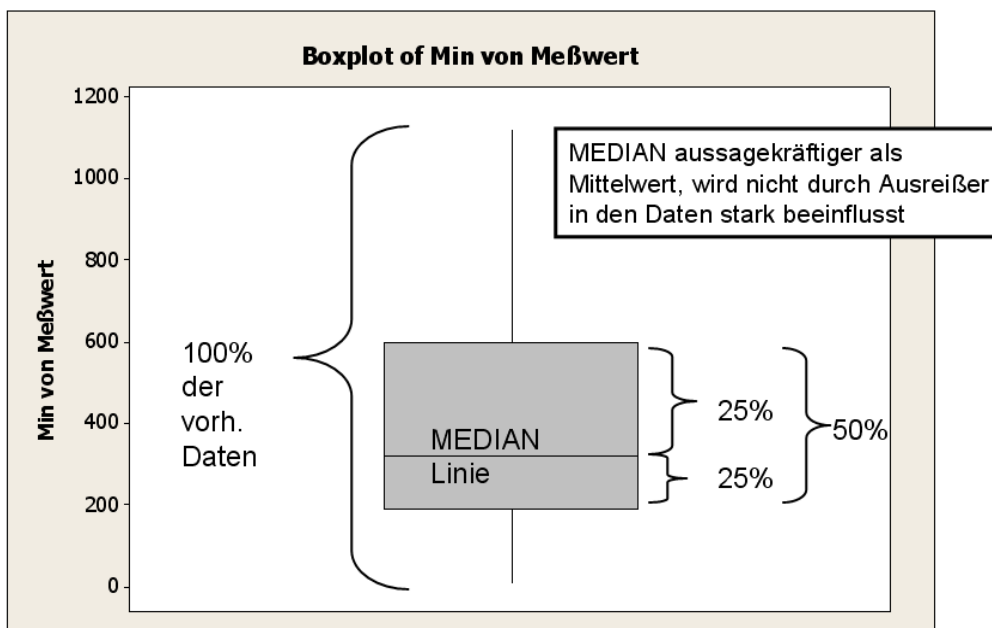 Boxplot of Min von Meßwert
MEDIAN aussagekräftiger als
Mittelwert, wird nicht durch Ausreißer
in den Daten stark beeinflusst
Min von Meßwert
1200
1000
800
600
400
200
0
100%
der
vorh.
Daten
MEDIAN
Linie
25%
25%
50%